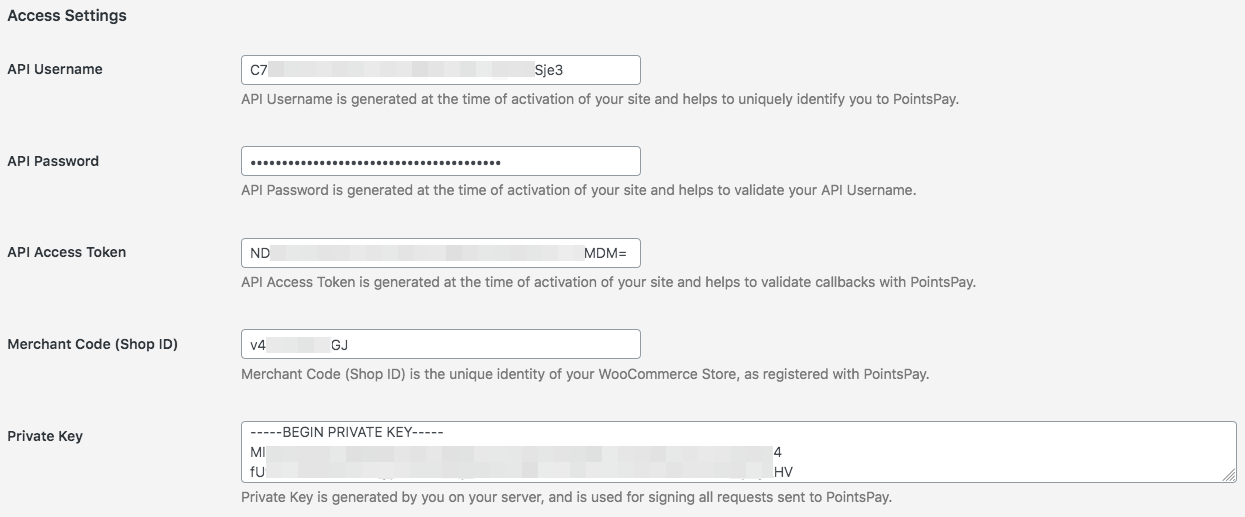 Access Settings
API Username
C7 Sje3
API Username is generated at the time of activation of your site and helps to uniquely identify you to PointsPay.
API Password
••••••••••••••••••••••••••••••••••••••••
API Password is generated at the time of activation of your site and helps to validate your API Username.
API Access Token
ND MDM=
API Access Token is generated at the time of activation of your site and helps to validate callbacks with PointsPay.
Merchant Code (Shop ID)
v4 GJ
Merchant Code (Shop ID) is the unique identity of your WooCommerce Store, as registered with PointsPay.
Private Key
-----BEGIN PRIVATE KEY-----
MI 4
fU HV
Private Key is generated by you on your server, and is used for signing all requests sent to PointsPay.